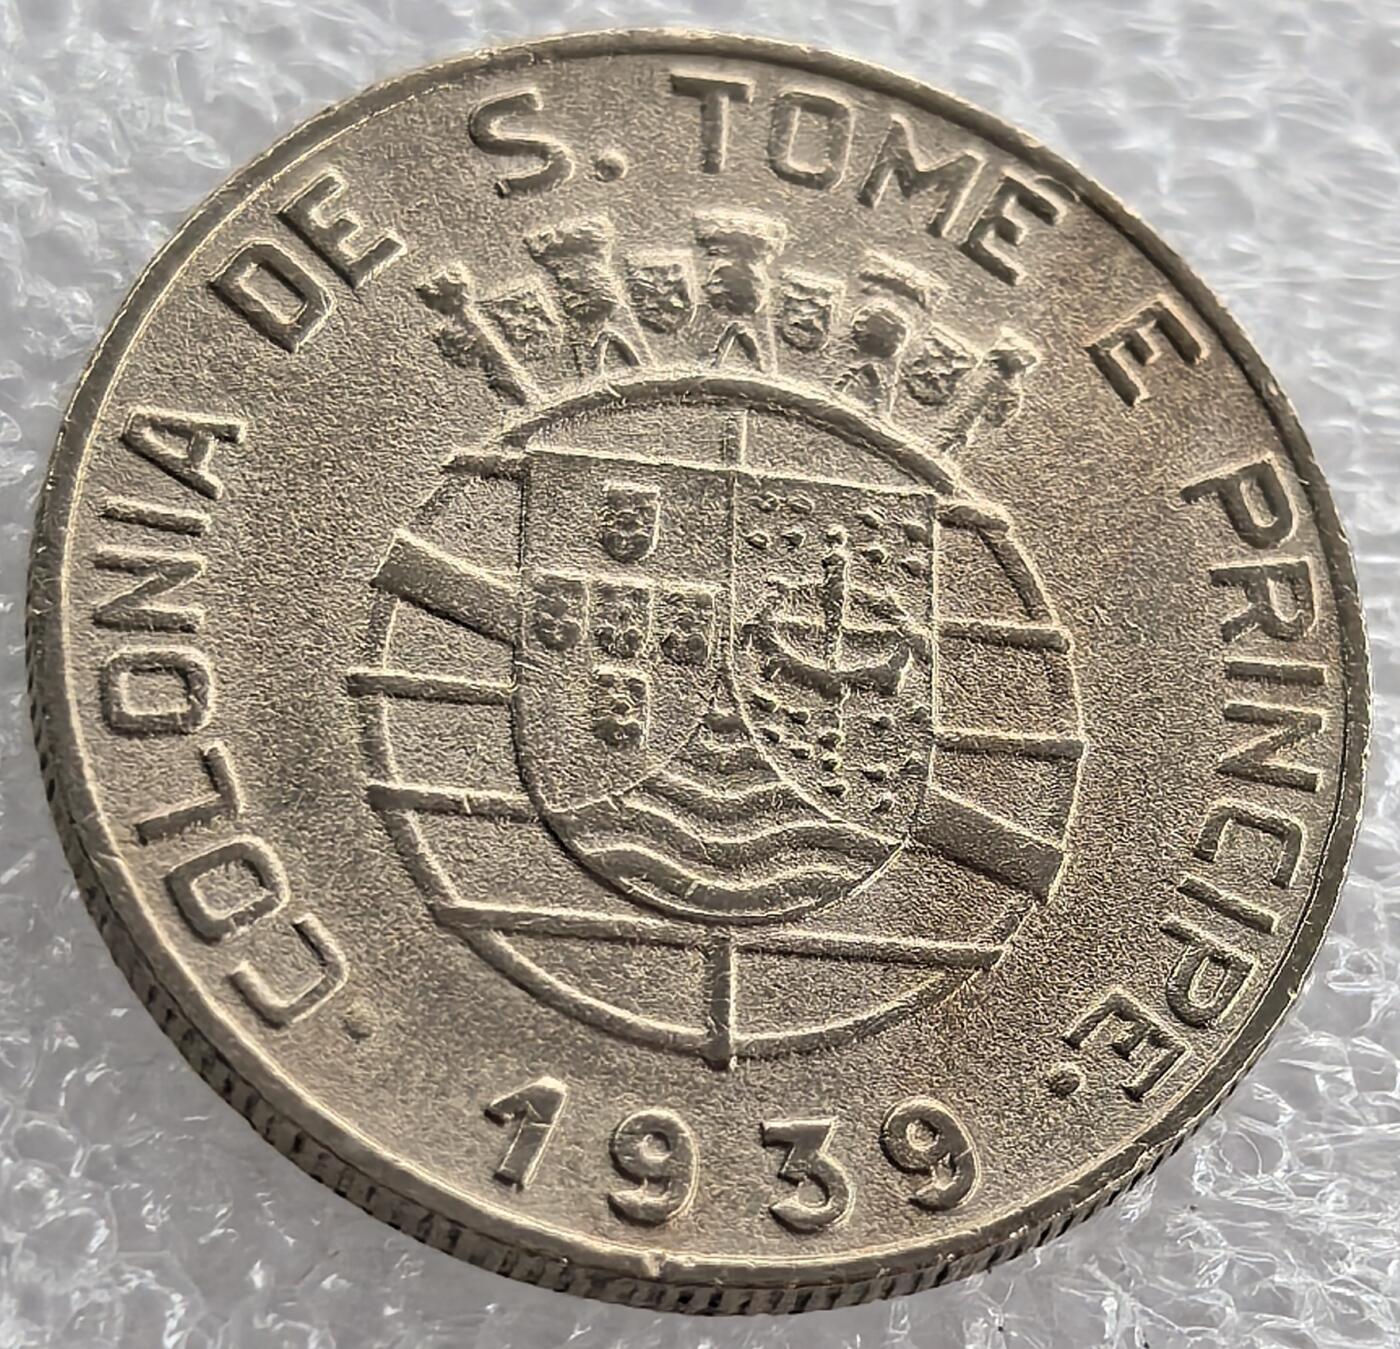 COLONIA DE S. TOMÉ E PRINCIPE.
1939